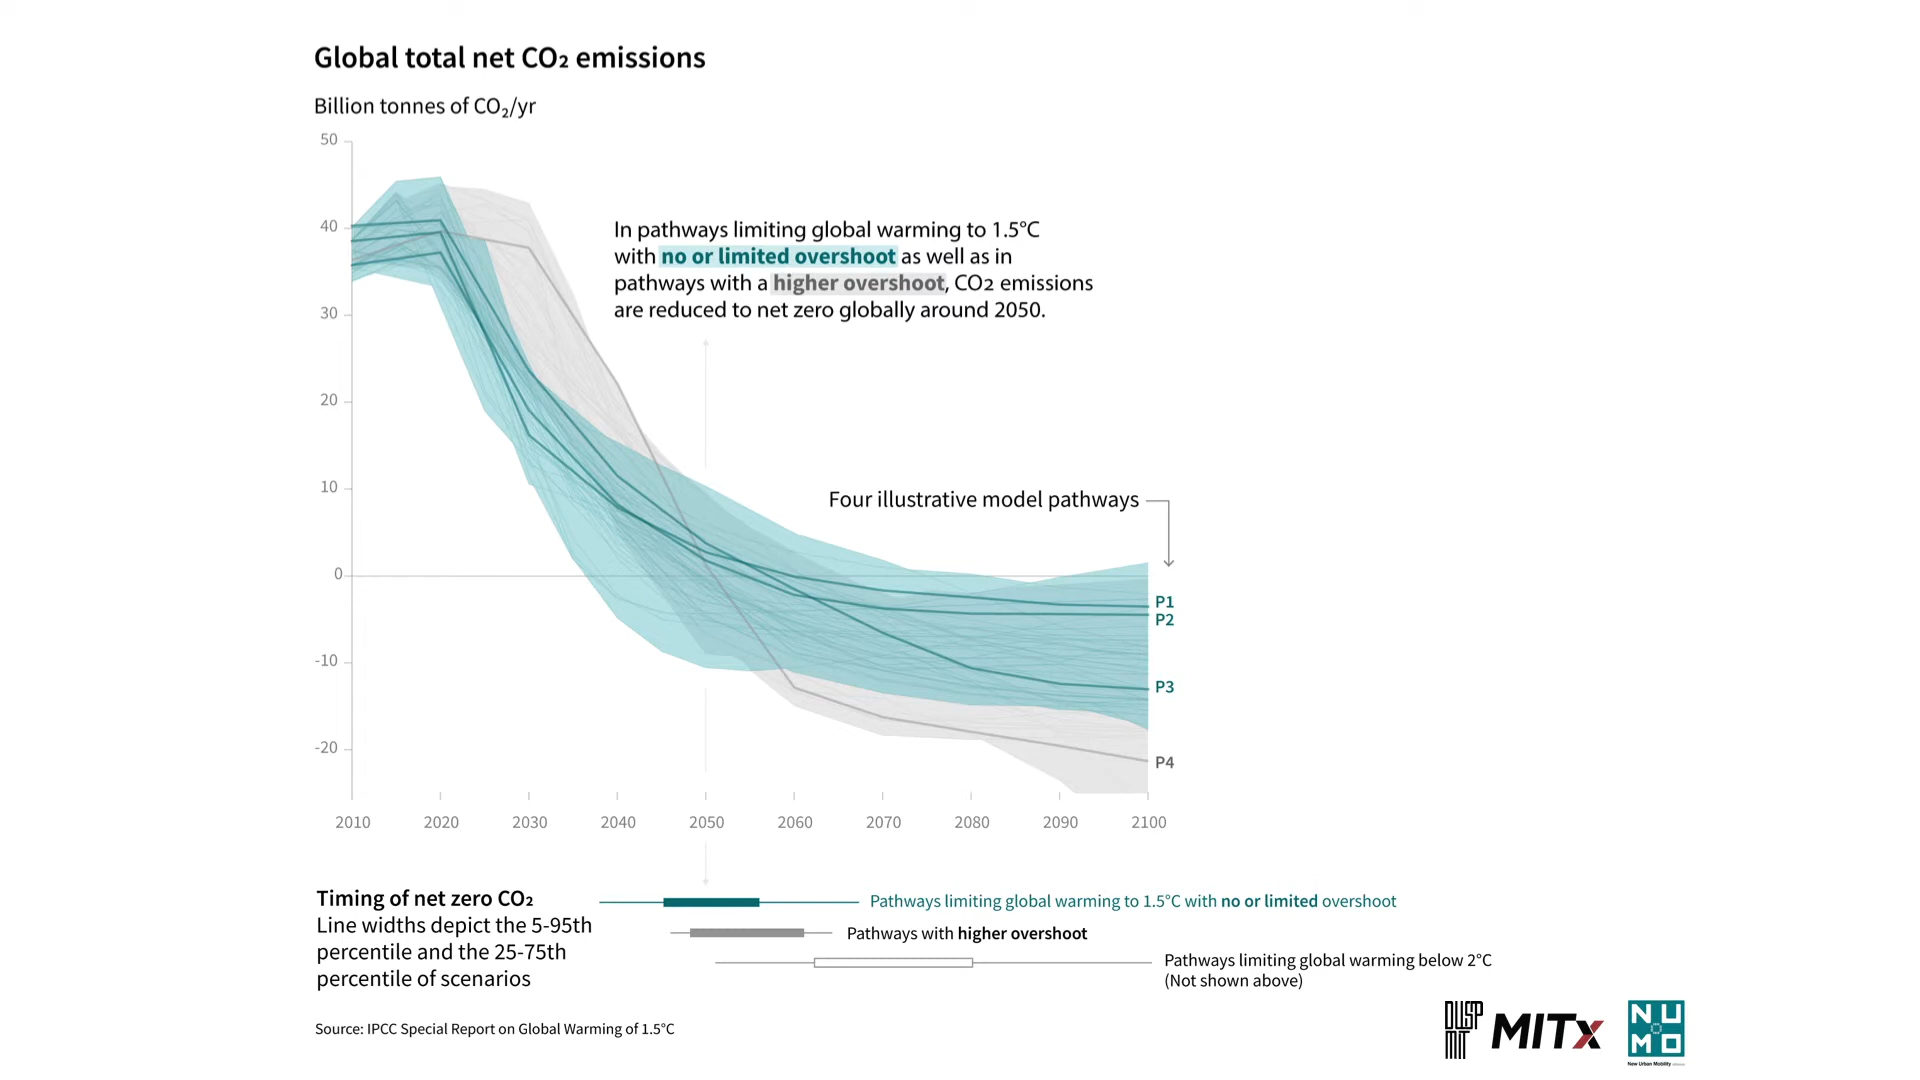 Global total net CO₂ emissions
Billion tonnes of CO₂/yr
50
40
30
20
10
0
-10
-20
In pathways limiting global warming to 1.5°C
with no or limited overshoot as well as in
pathways with a higher overshoot, CO2 emissions
are reduced to net zero globally around 2050.
Four illustrative model pathways
P1
P2
P3
P4
2010 2020 2030 2040 2050 2060 2070 2080 2090 2100
Timing of net zero CO₂
Line widths depict the 5-95th
percentile and the 25-75th
percentile of scenarios
Pathways limiting global warming to 1.5°C with no or limited overshoot
Pathways with higher overshoot
Pathways limiting global warming below 2°C
(Not shown above)
Source: IPCC Special Report on Global Warming of 1.5°C
DUSP
MIT
MITx
NU
MO
New Urban Mobility